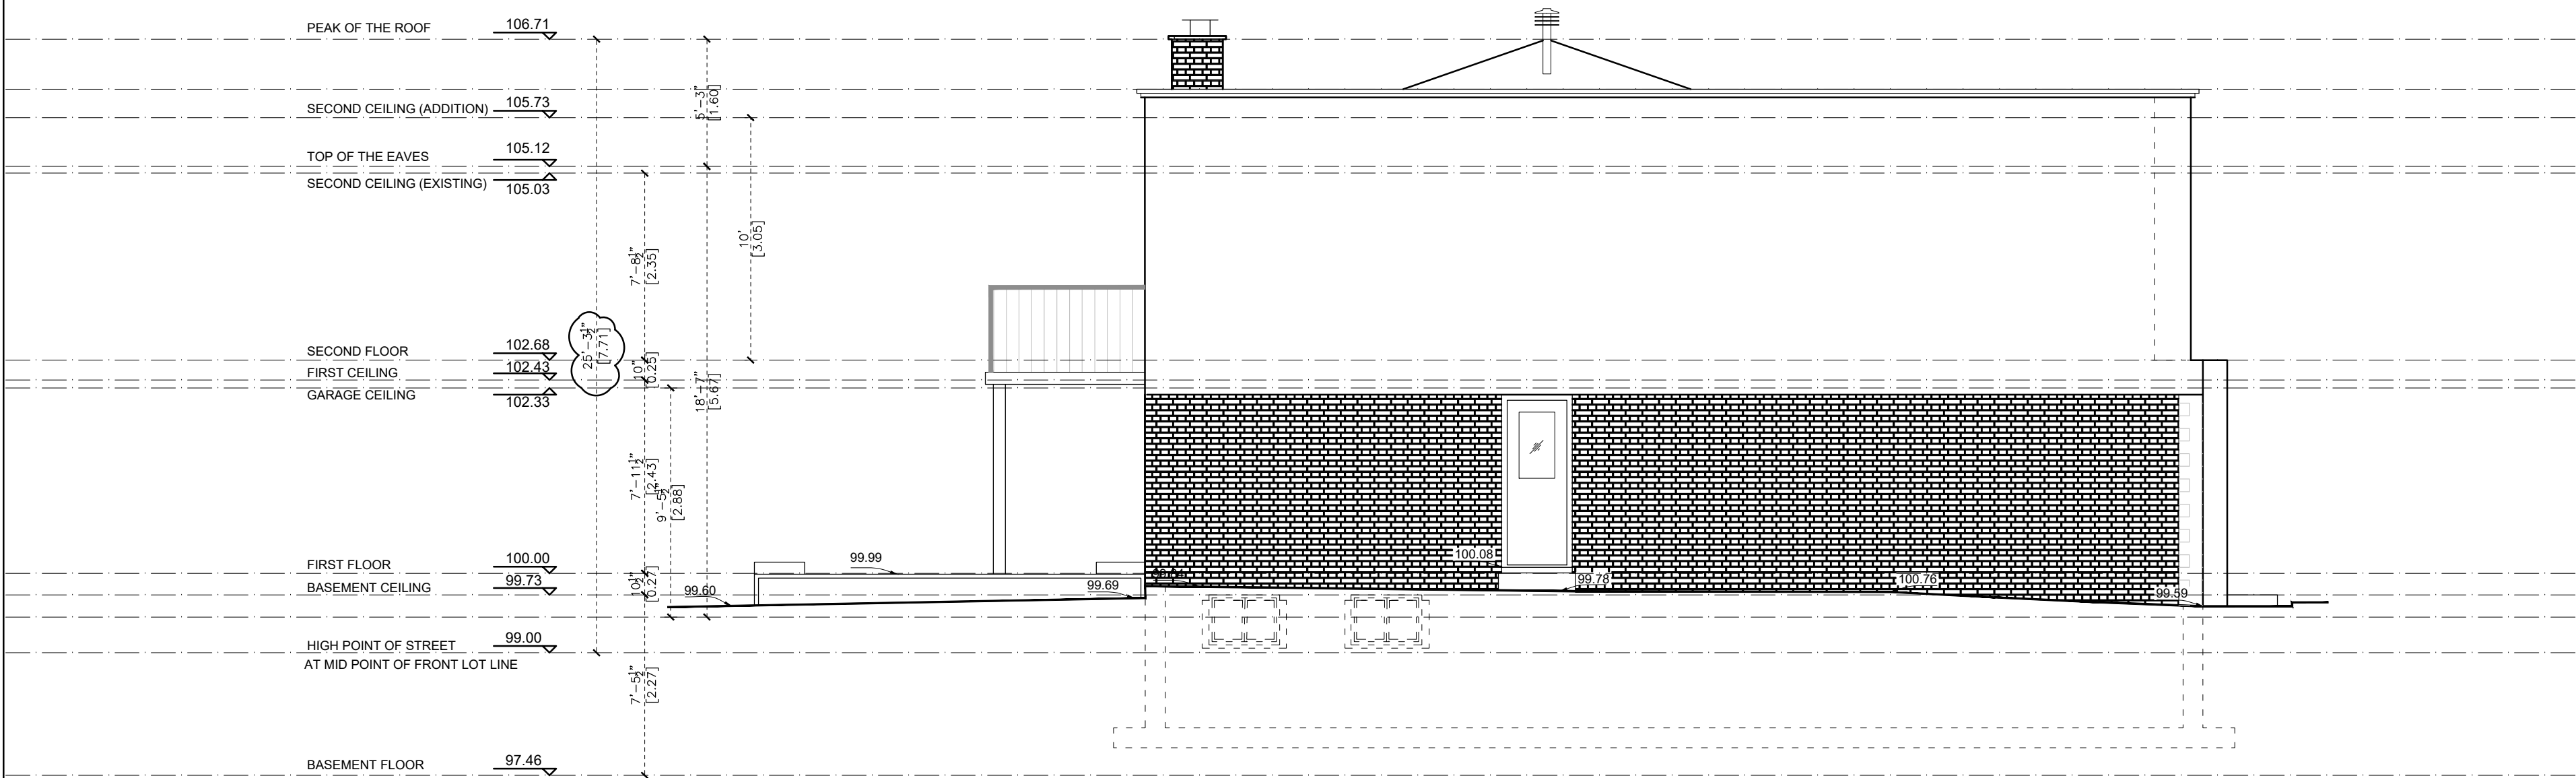 PEAK OF THE ROOF 106.71
SECOND CEILING (ADDITION) 105.73
TOP OF THE EAVES 105.12
SECOND CEILING (EXISTING) 105.03
SECOND FLOOR 102.68
FIRST CEILING 102.43
GARAGE CEILING 102.33
FIRST FLOOR 100.00
BASEMENT CEILING 99.73
HIGH POINT OF STREET 99.00
AT MID POINT OF FRONT LOT LINE
BASEMENT FLOOR 97.46
25'-3½"
[7.71]
7'-8½"
[2.35]
10"
[0.25]
7'-11½"
[2.43]
10½"
[0.27]
7'-5½"
[2.27]
9'-5½"
[2.88]
5'-3"
[1.60]
18'-7"
[5.67]
10'
[3.05]
99.60
99.99
99.69
100.08
99.78
100.76
99.59